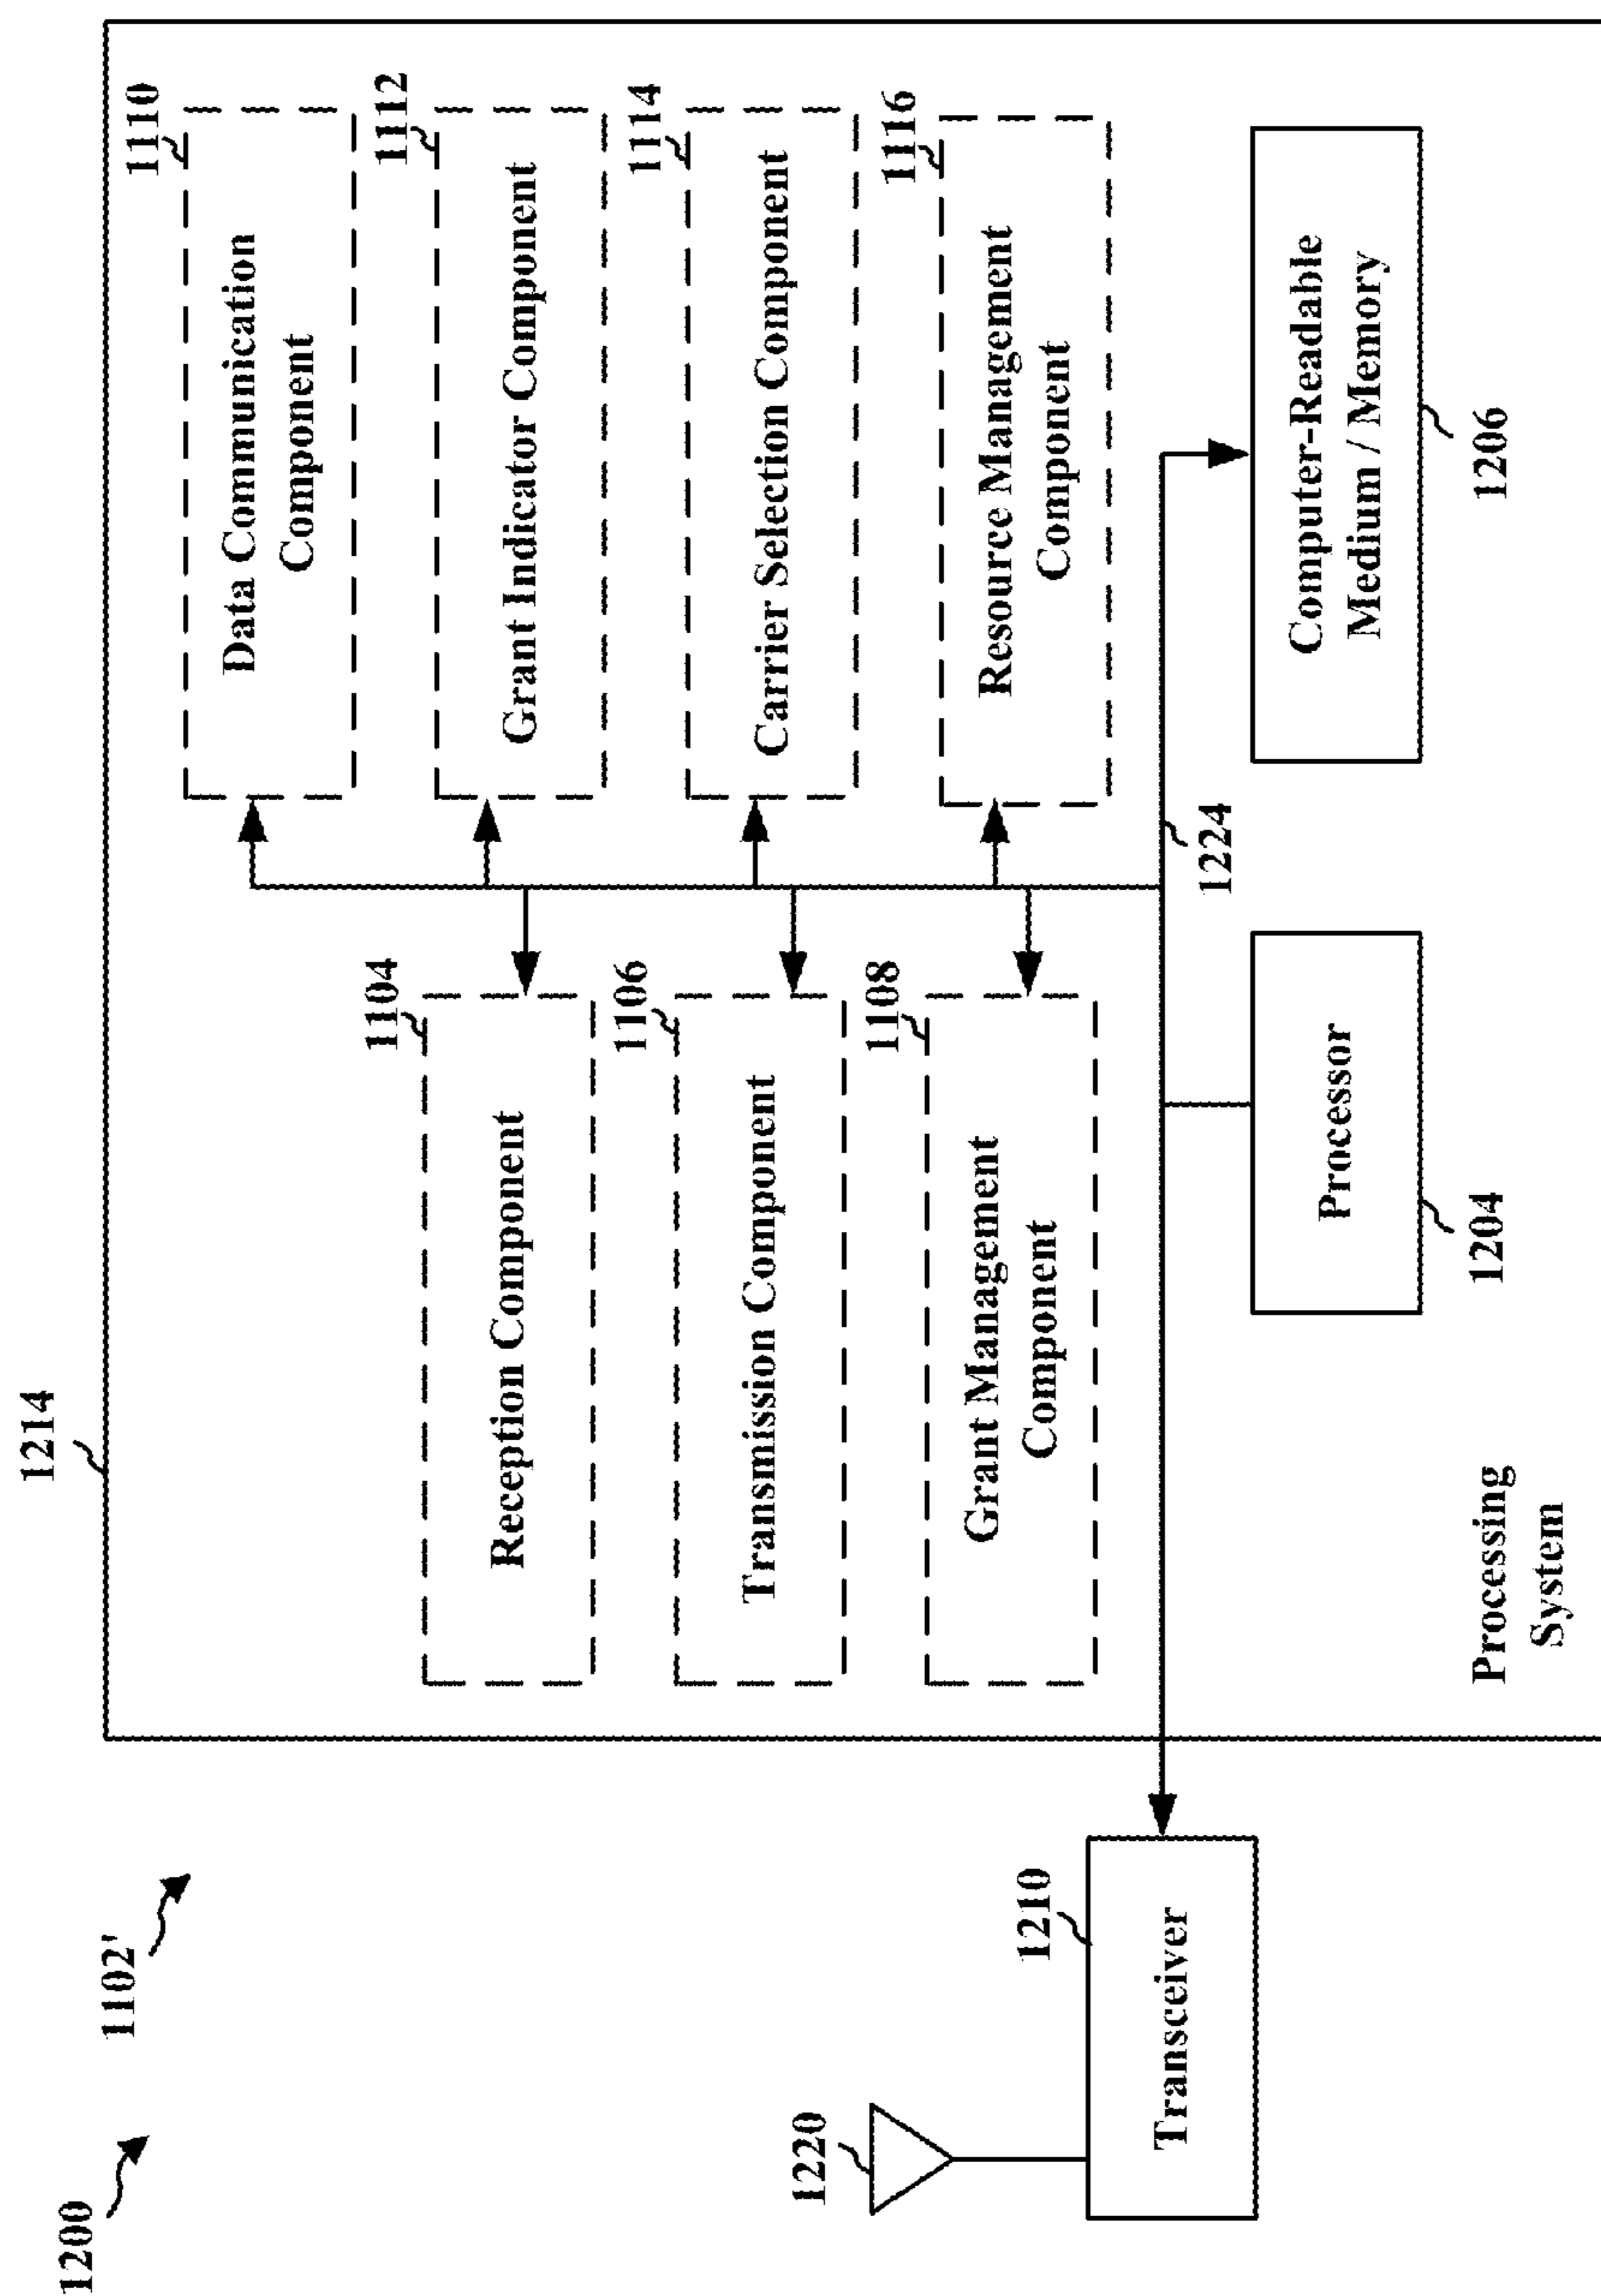 1200
1102'
1214
1110
Data Communication
Component
1104
Reception Component
1112
Grant Indicator Component
1106
Transmission Component
1114
Carrier Selection Component
1108
Grant Management
Component
1116
Resource Management
Component
1220
1210
Transceiver
1224
Processor
1204
Computer-Readable
Medium / Memory
1206
Processing
System